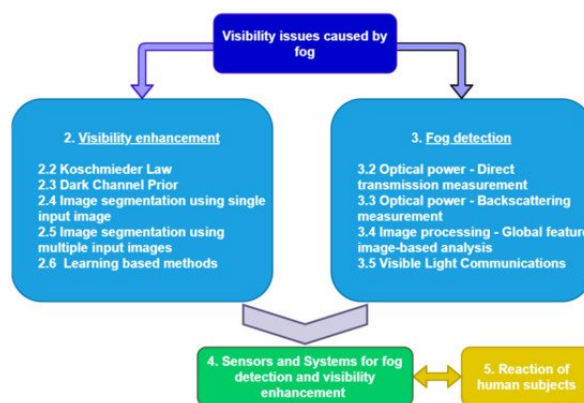 Visibility issues caused by
fog
2. Visibility enhancement
2.2 Koschmieder Law
2.3 Dark Channel Prior
2.4 Image segmentation using single
input image
2.5 Image segmentation using
multiple input images
2.6 Learning based methods
3. Fog detection
3.2 Optical power - Direct
transmission measurement
3.3 Optical power - Backscattering
measurement
3.4 Image processing - Global feature
image-based analysis
3.5 Visible Light Communications
4. Sensors and Systems for fog
detection and visibility
enhancement
5. Reaction of
human subjects